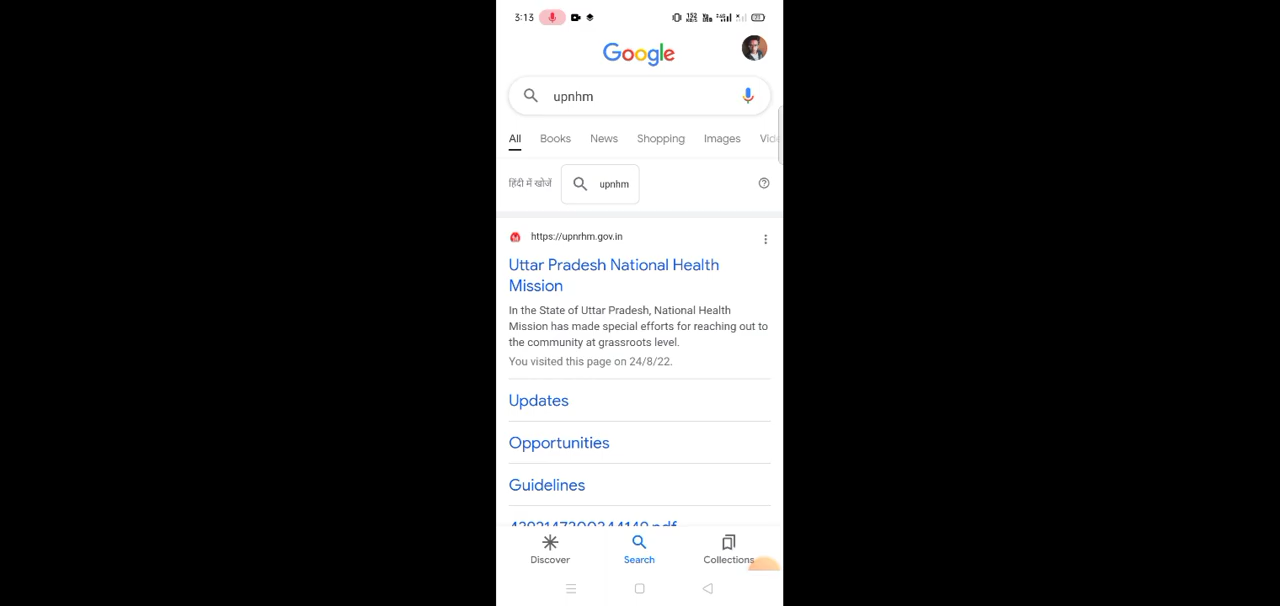 3:13
Google
upnhm
All Books News Shopping Images Vid
हिंदी में खोजें upnhm
https://upnrhm.gov.in
Uttar Pradesh National Health
Mission
In the State of Uttar Pradesh, National Health
Mission has made special efforts for reaching out to
the community at grassroots level.
You visited this page on 24/8/22.
Updates
Opportunities
Guidelines
Discover Search Collections